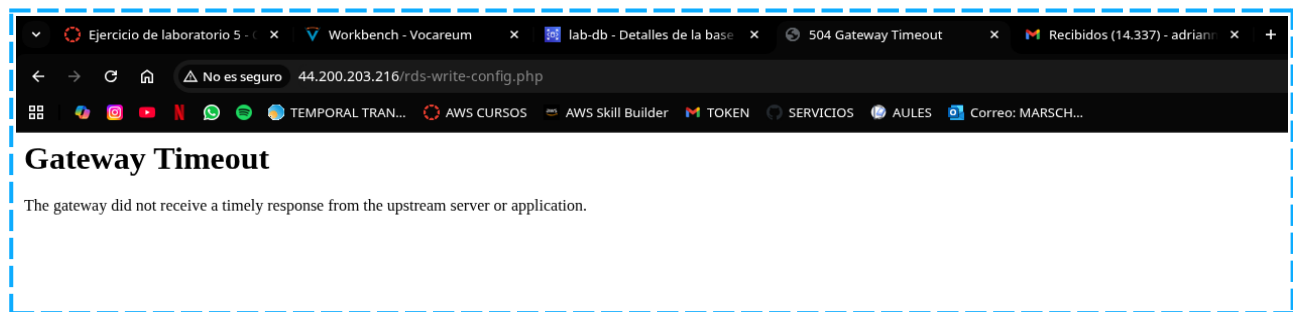 Ejercicio de laboratorio 5 -
Workbench - Vocareum
lab-db - Detalles de la base
504 Gateway Timeout
Recibidos (14.337) - adriann
No es seguro
44.200.203.216/rds-write-config.php
TEMPORAL TRAN...
AWS CURSOS
AWS Skill Builder
TOKEN
SERVICIOS
AULES
Correo: MARSCH...
Gateway Timeout
The gateway did not receive a timely response from the upstream server or application.